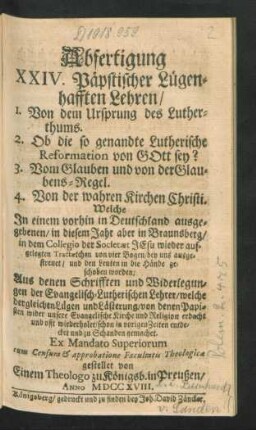 Abfertigung
XXIV. Päpstischer Lügen-
hafften Lehren/
1. Von dem Ursprung des Luther-
thums.
2. Ob die so genandte Lutherische
Reformation von GOtt sey?
3. Vom Glauben und von der Glau-
bens-Regel.
4. Von der wahren Kirchen Christi.
Welche
In einem vorhin in Deutschland ausge-
gebenen/ in diesem Jahr aber in Braunsberg/
in dem Collegio der Societæt JEsu wieder auf-
gelegten Tractætchen von vier Bogen bey uns ausge-
streuet/ und den Leuten in die Hände ge-
schoben worden;
Aus denen Schrifften und Widerlegun-
gen der Evangelisch-Lutherischen Lehrer/ welche
dergleichen Lügen und Lästerung/ von denen Papi-
sten wider unsere Evangelische Kirche und Religion erdacht
und offt wiederholet/ schon in vorigen Zeiten entde-
cket und zu Schanden gemachet.
Ex Mandato Superiorum
cum Censura & approbatione Facultatis Theologicæ
gestellet von
Einem Theologo zu Königsb. in Preußen/
ANNO MDCCXVIII.
Königsberg/ gedruckt und zu finden bey Joh. David Zäncker.